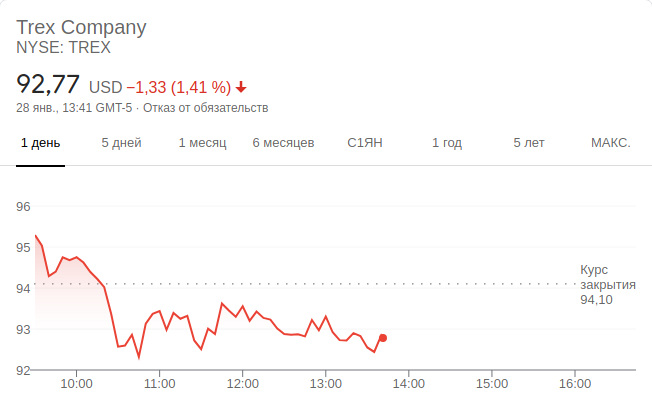 Trex Company
NYSE: TREX
92,77 USD −1,33 (1,41 %)
28 янв., 13:41 GMT-5 · Отказ от обязательств
1 день 5 дней 1 месяц 6 месяцев С1ЯН 1 год 5 лет МАКС.
96
95
Курс
закрытия
94
94,10
93
92
10:00 11:00 12:00 13:00 14:00 15:00 16:00